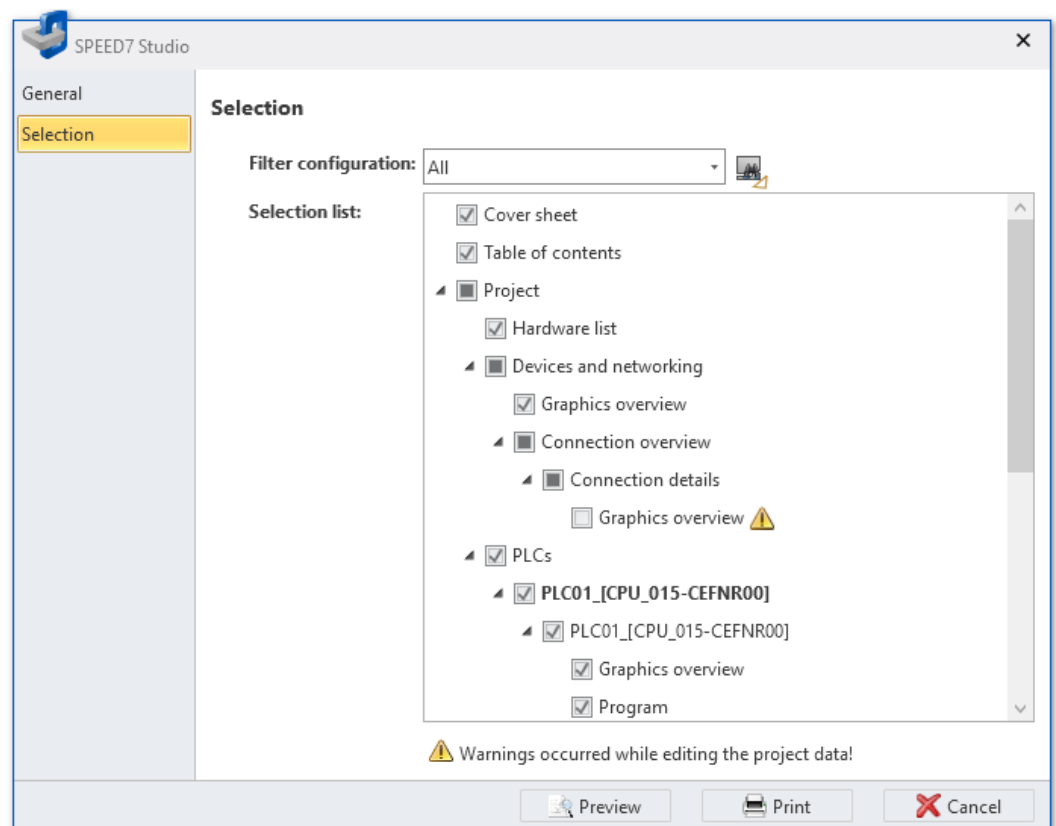 SPEED7 Studio
General
Selection
Selection
Filter configuration: All
Selection list:
Cover sheet
Table of contents
Project
Hardware list
Devices and networking
Graphics overview
Connection overview
Connection details
Graphics overview
PLCs
PLC01_[CPU_015-CEFNR00]
PLC01_[CPU_015-CEFNR00]
Graphics overview
Program
Warnings occurred while editing the project data!
Preview Print Cancel